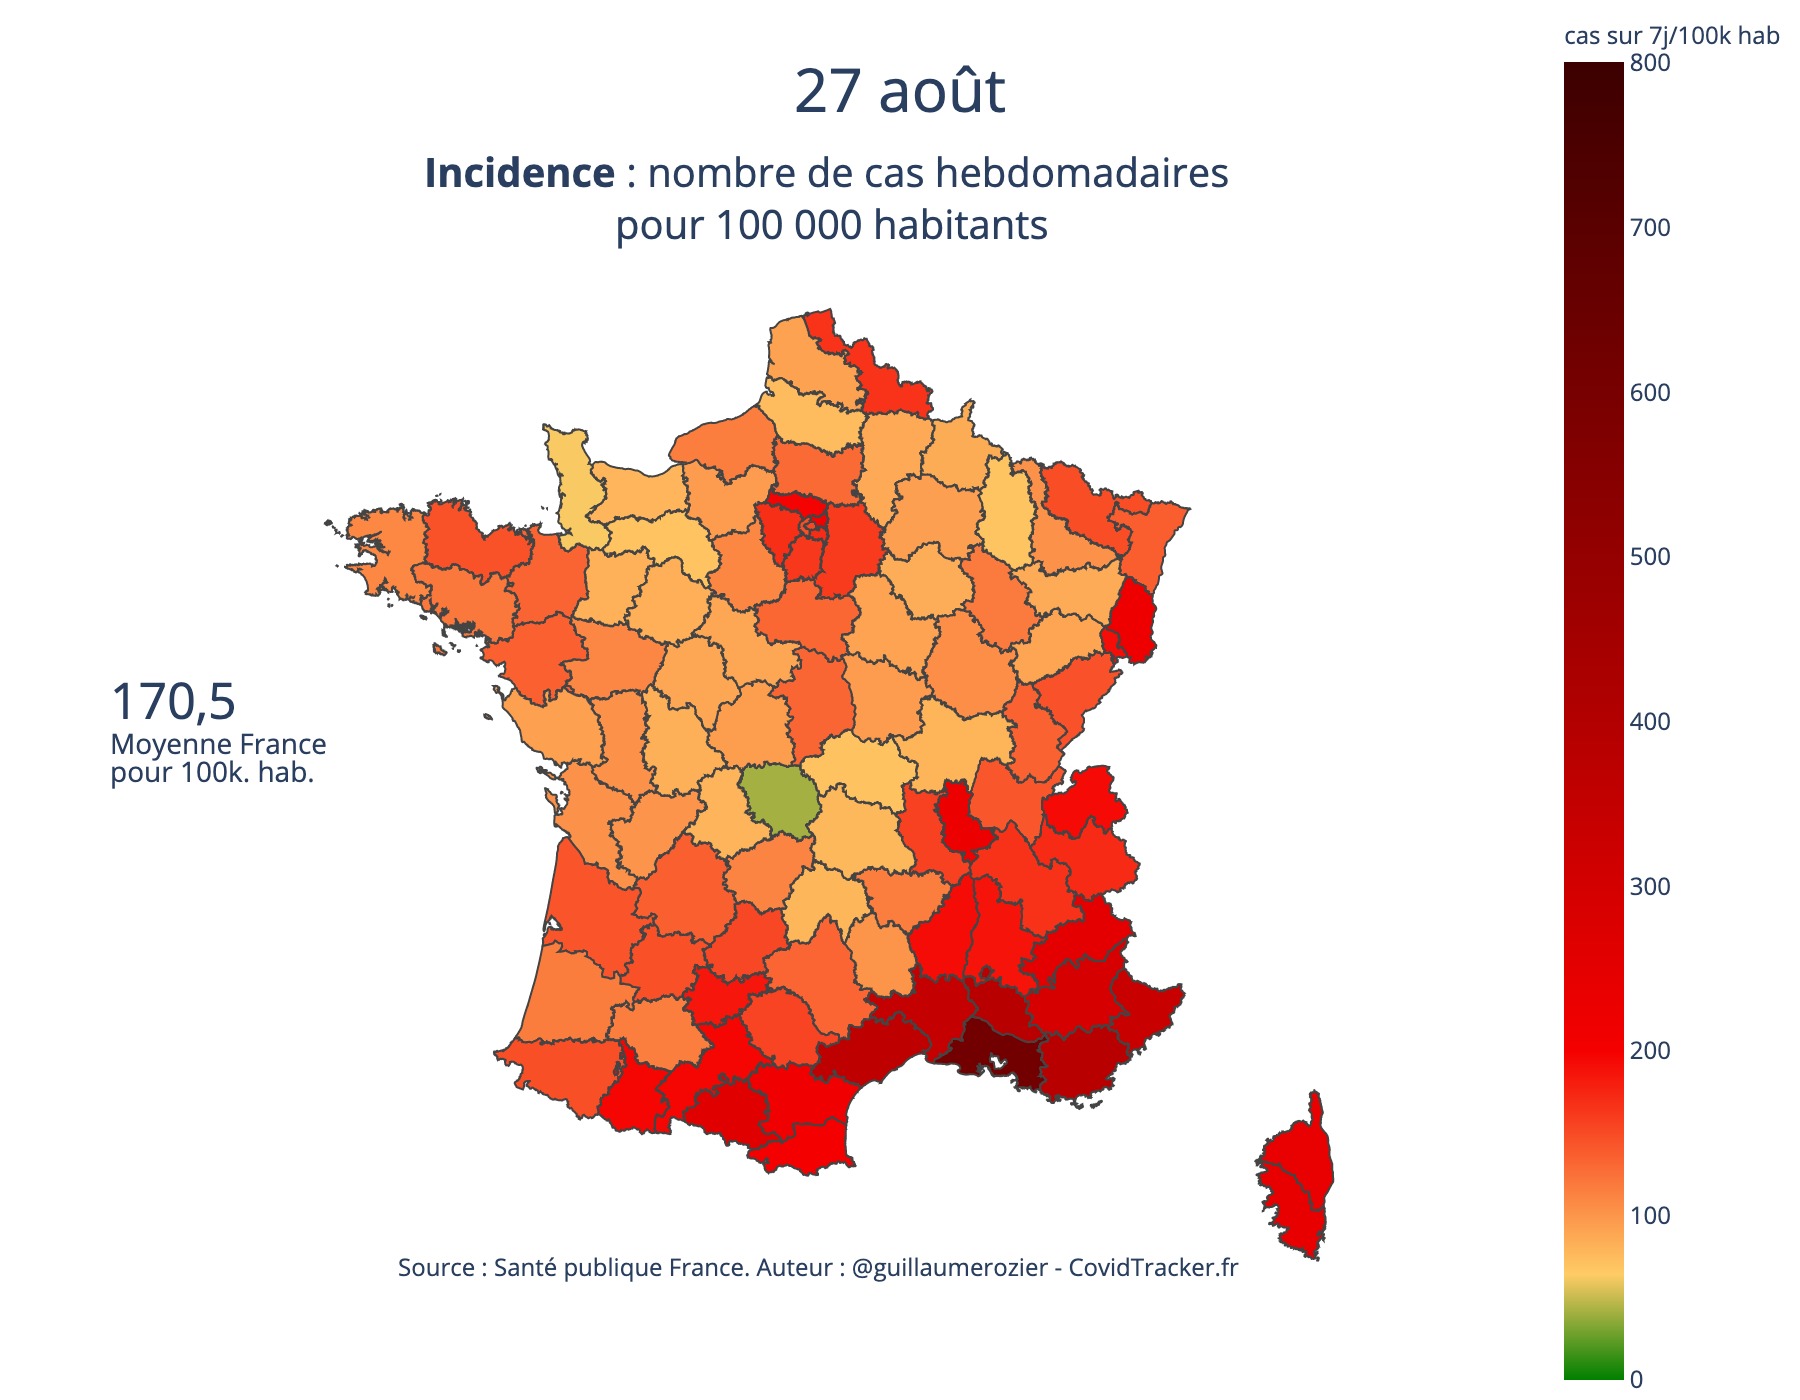 cas sur 7j/100k hab
27 août
Incidence : nombre de cas hebdomadaires
pour 100 000 habitants
800
700
600
500
400
300
200
100
0
170,5
Moyenne France
pour 100k. hab.
Source : Santé publique France. Auteur : @guillaumerozier - CovidTracker.fr